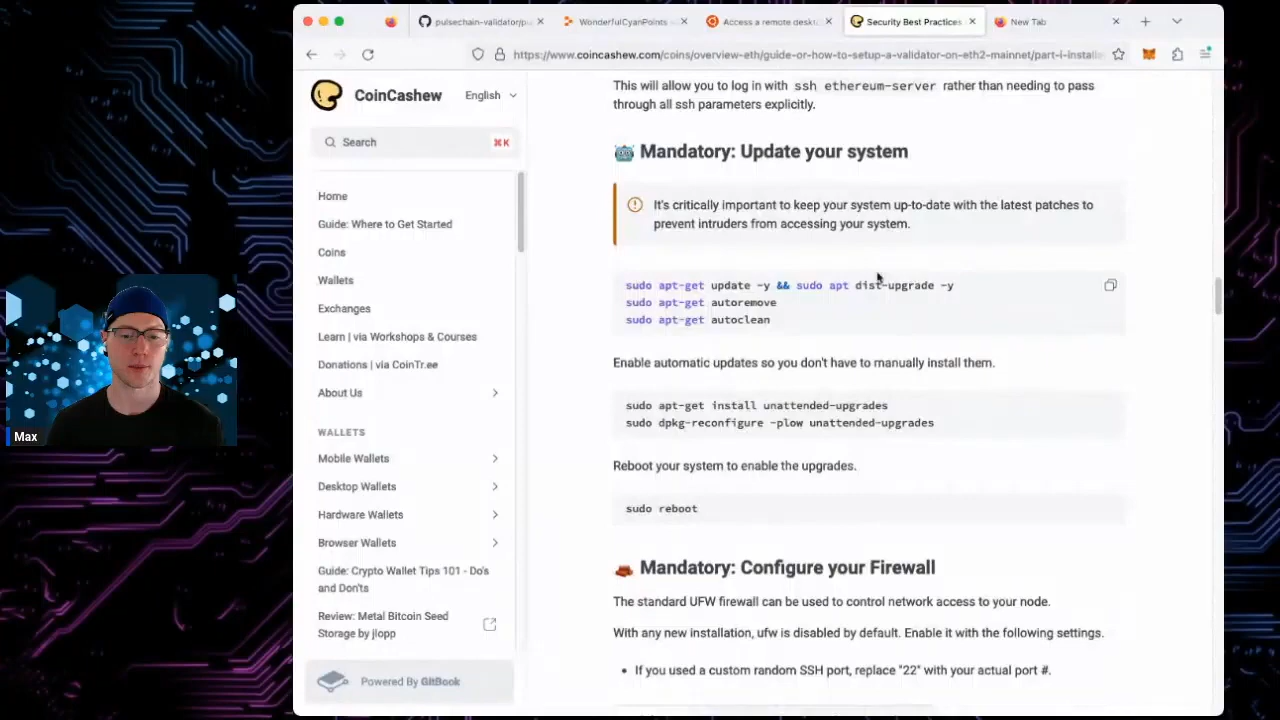 pulsechain-validator/pu
WonderfulCyanPoints
Access a remote deskt
Security Best Practices
New Tab
https://www.coincashew.com/coins/overview-eth/guide-or-how-to-setup-a-validator-on-eth2-mainnet/part-i-installa
CoinCashew
English
Search
⌘K
Home
Guide: Where to Get Started
Coins
Wallets
Exchanges
Learn | via Workshops & Courses
Donations | via CoinTr.ee
About Us
WALLETS
Mobile Wallets
Desktop Wallets
Hardware Wallets
Browser Wallets
Guide: Crypto Wallet Tips 101 - Do's
and Don'ts
Review: Metal Bitcoin Seed
Storage by jlopp
Powered By GitBook
This will allow you to log in with ssh ethereum-server rather than needing to pass
through all ssh parameters explicitly.
Mandatory: Update your system
It's critically important to keep your system up-to-date with the latest patches to
prevent intruders from accessing your system.
sudo apt-get update -y && sudo apt dist-upgrade -y
sudo apt-get autoremove
sudo apt-get autoclean
Enable automatic updates so you don't have to manually install them.
sudo apt-get install unattended-upgrades
sudo dpkg-reconfigure -plow unattended-upgrades
Reboot your system to enable the upgrades.
sudo reboot
Mandatory: Configure your Firewall
The standard UFW firewall can be used to control network access to your node.
With any new installation, ufw is disabled by default. Enable it with the following settings.
• If you used a custom random SSH port, replace "22" with your actual port #.
Max